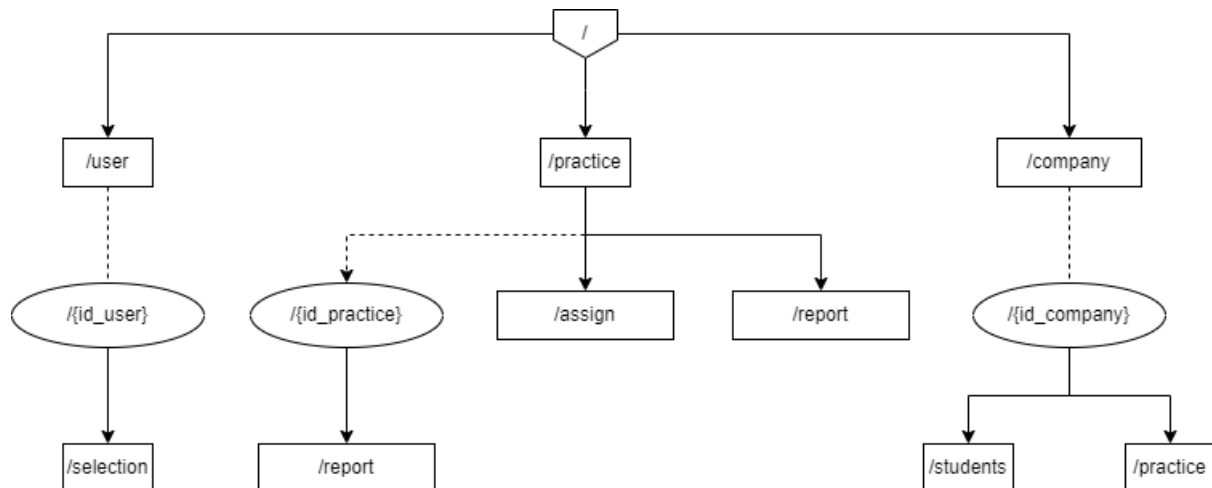 /
/user
/practice
/company
/{id_user}
/{id_practice}
/assign
/report
/{id_company}
/selection
/report
/students
/practice